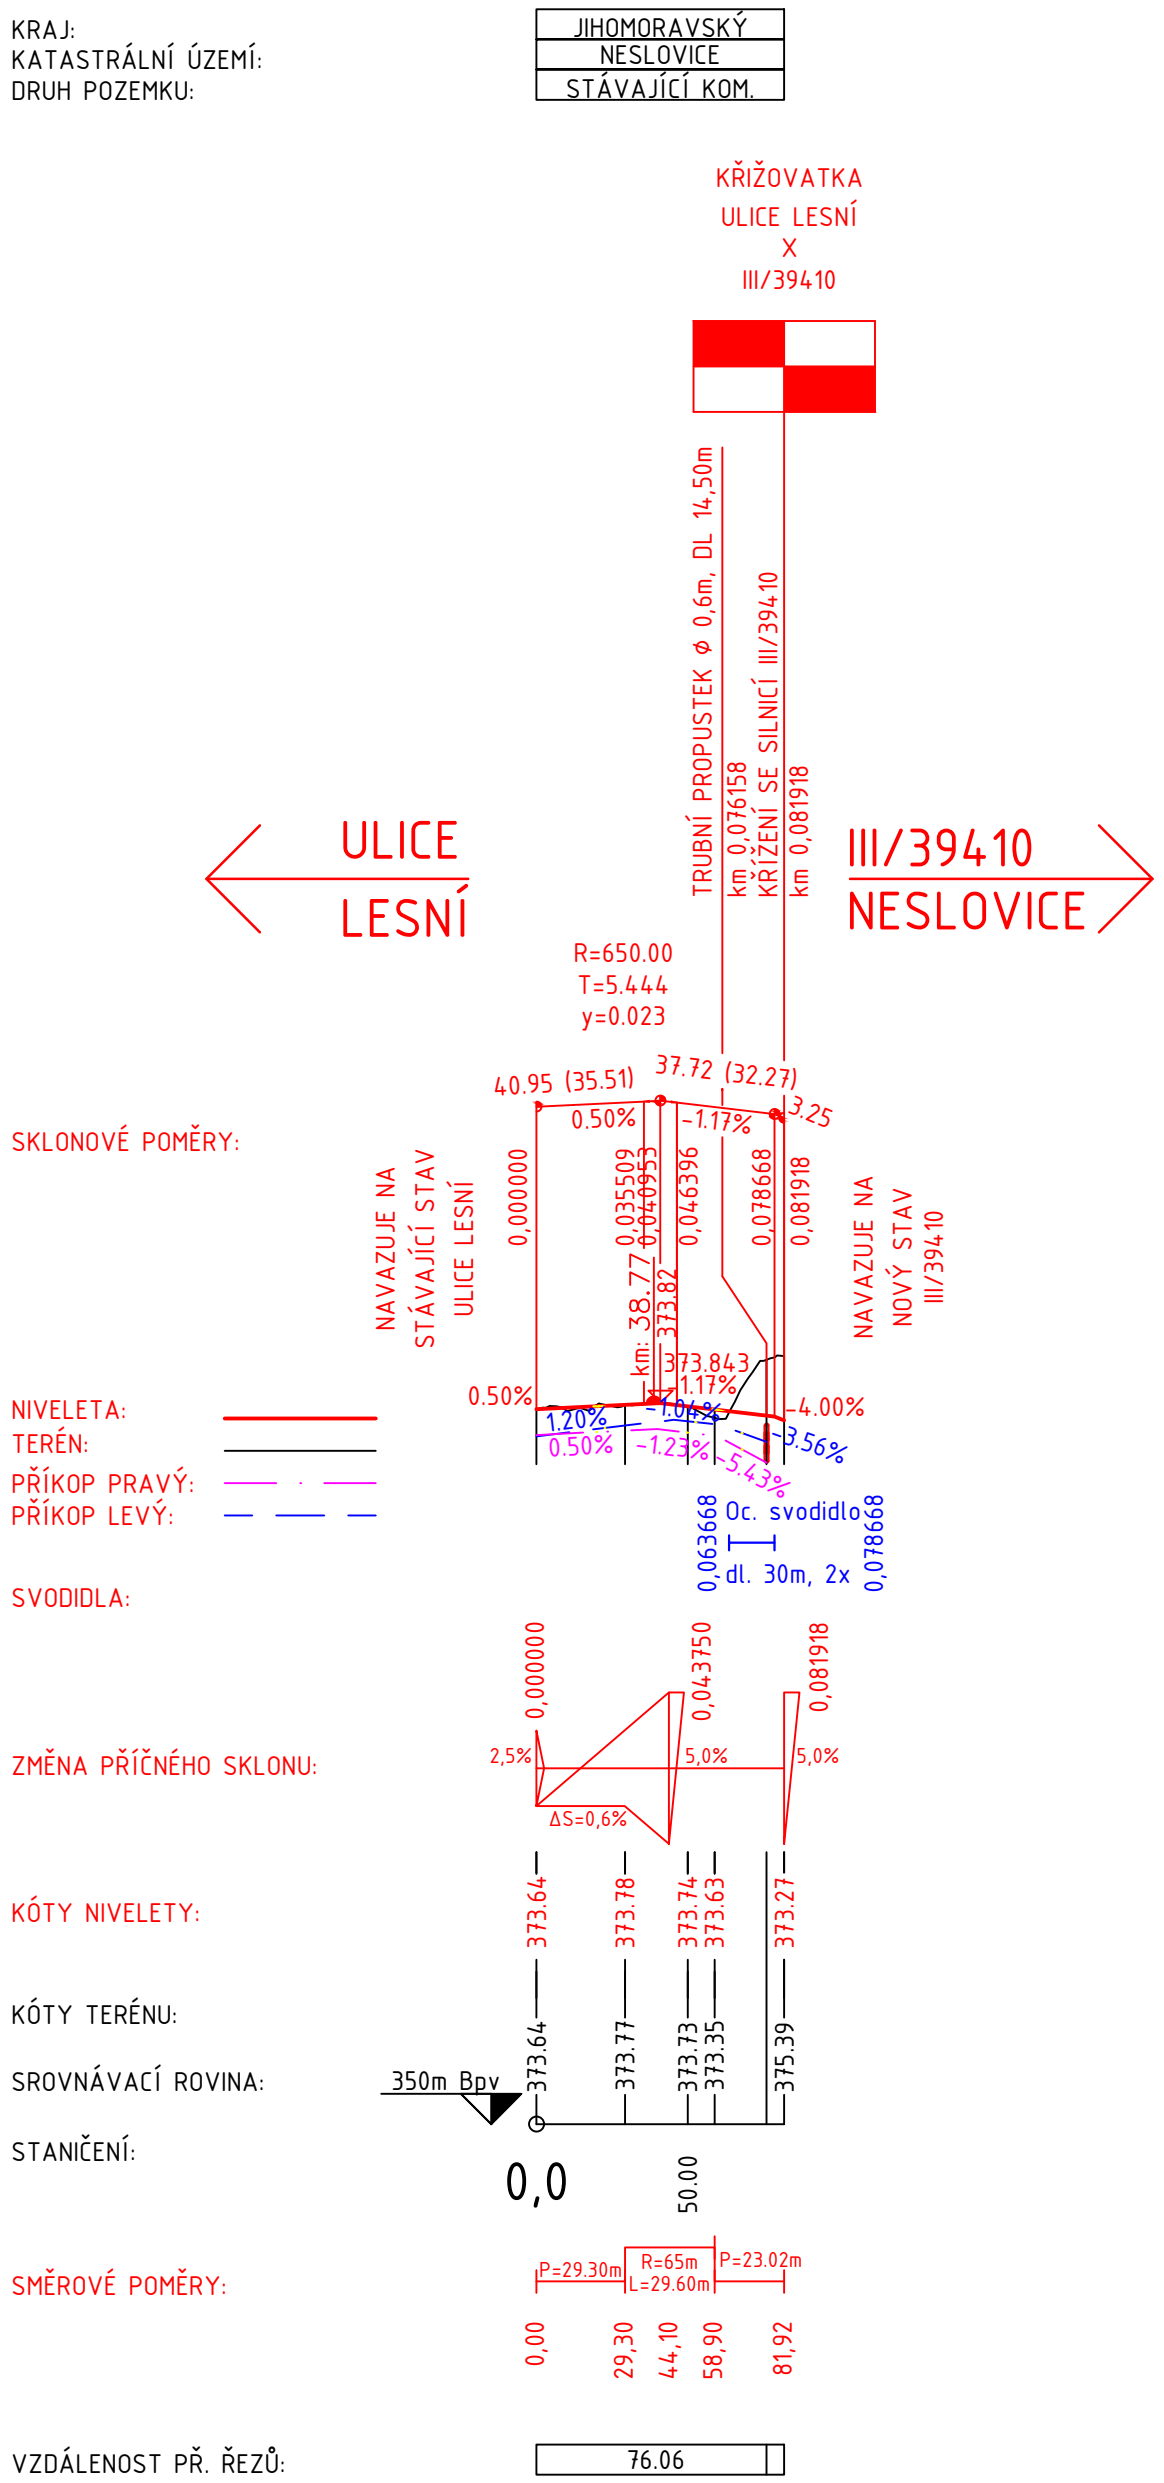 KRAJ: JIHOMORAVSKÝ
KATASTRÁLNÍ ÚZEMÍ: NESLOVICE
DRUH POZEMKU: STÁVAJÍCÍ KOM.
KŘIŽOVATKA
ULICE LESNÍ
X
III/39410
TRUBNÍ PROPUSTEK ϕ 0,6m, DL 14,50m
km 0,076158
KŘÍŽENÍ SE SILNICÍ III/39410
km 0,081918
ULICE
LESNÍ
III/39410
NESLOVICE
R=650.00
T=5.444
y=0.023
40.95 (35.51)
37.72 (32.27)
3.25
0.50%
-1.17%
SKLONOVÉ POMĚRY:
NAVAZUJE NA
STÁVAJÍCÍ STAV
ULICE LESNÍ
0,000000
0,035509
0,040953
0,046396
0,078668
0,081918
NAVAZUJE NA
NOVÝ STAV
III/39410
km: 38.77
373.82
373.843
0.50%
-1.17%
-4.00%
1.20%
-1.04%
-3.56%
0.50%
-1.23%
-5.43%
NIVELETA:
TERÉN:
PŘÍKOP PRAVÝ:
PŘÍKOP LEVÝ:
0,063668
Oc. svodidlo
dl. 30m, 2x
0,078668
SVODIDLA:
0,000000
0,043750
0,081918
ZMĚNA PŘÍČNÉHO SKLONU:
2,5%
5,0%
5,0%
ΔS=0,6%
KÓTY NIVELETY:
373.64
373.78
373.74
373.63
373.27
KÓTY TERÉNU:
373.64
373.77
373.73
373.35
375.39
SROVNÁVACÍ ROVINA: 350m Bpv
STANIČENÍ:
0,0
50.00
SMĚROVÉ POMĚRY:
P=29.30m
R=65m
L=29.60m
P=23.02m
0,00
29,30
44,10
58,90
81,92
VZDÁLENOST PŘ. ŘEZŮ: 76.06